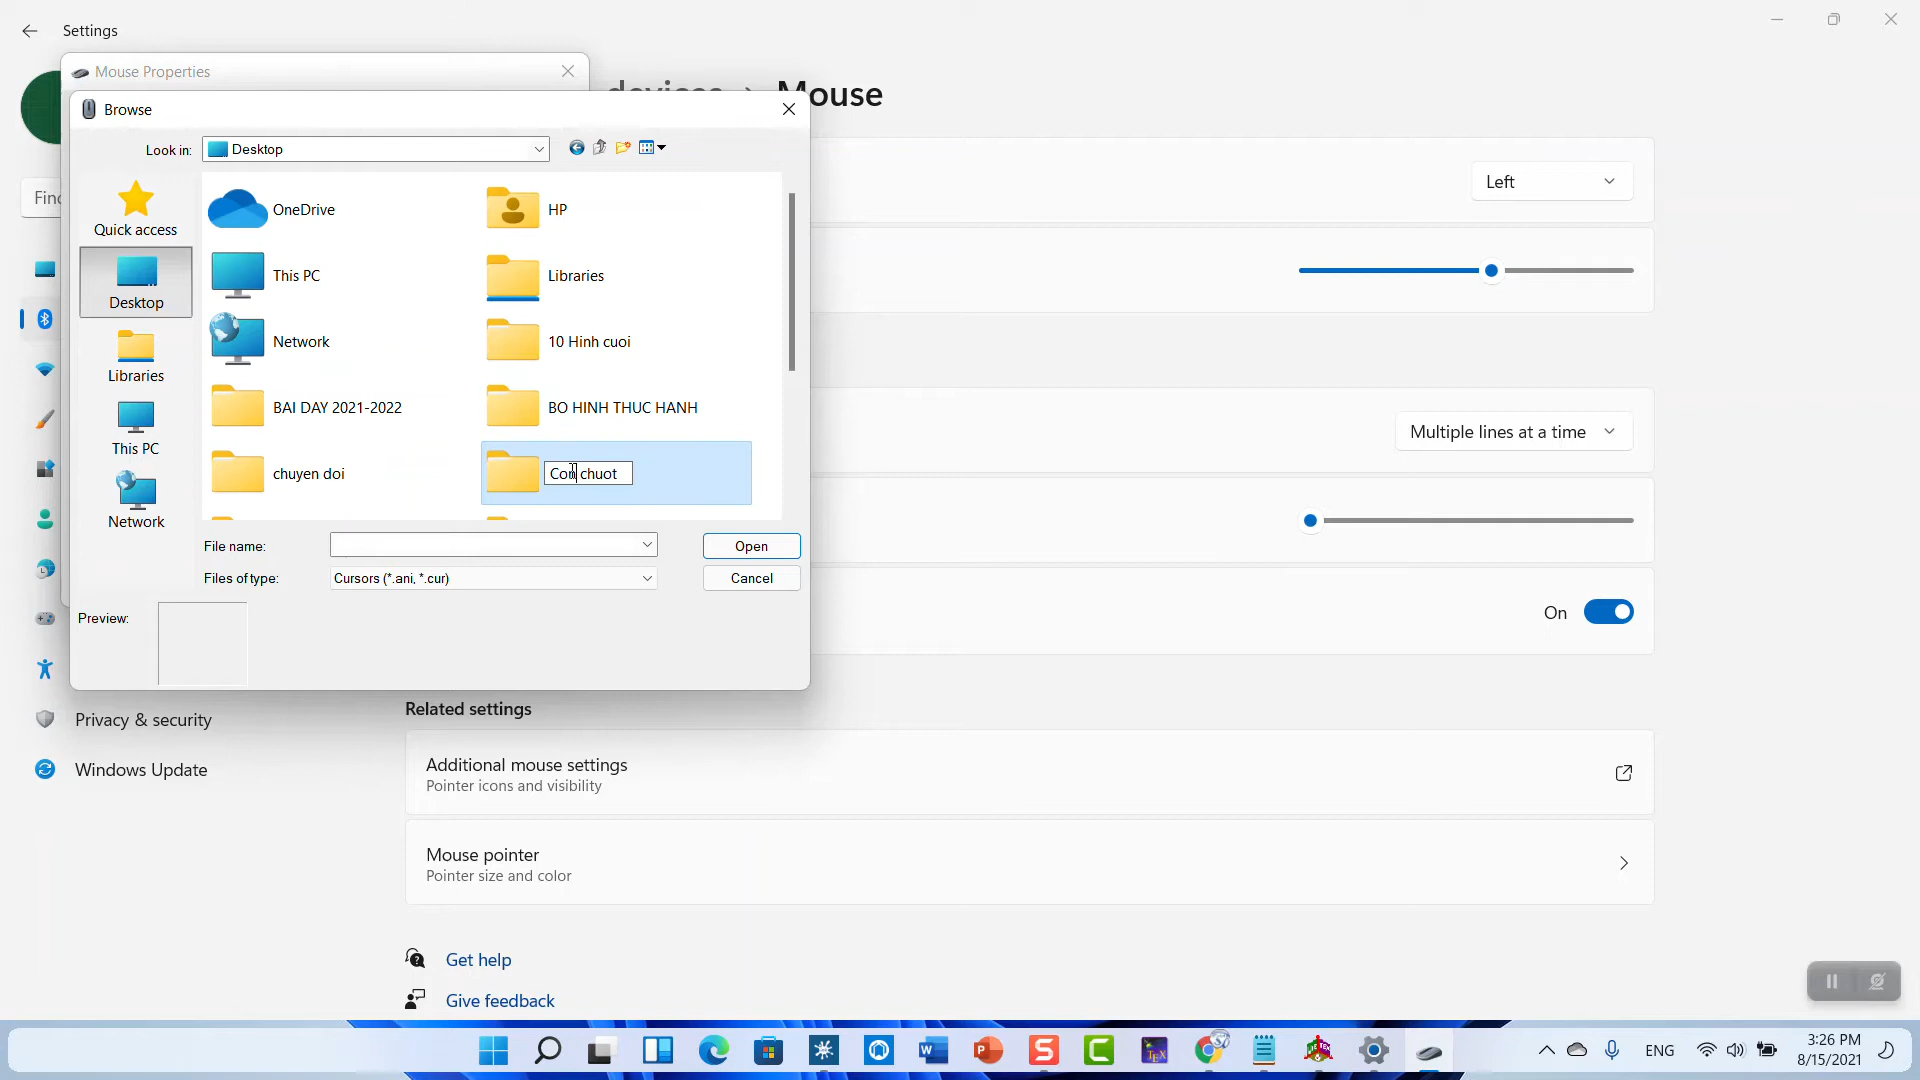 Settings
Mouse Properties
devices > Mouse
Browse
Look in:
Desktop
Left
Find
Quick access
Desktop
Libraries
This PC
Network
OneDrive
HP
This PC
Libraries
Network
10 Hinh cuoi
BAI DAY 2021-2022
BO HINH THUC HANH
chuyen doi
Con chuot
Multiple lines at a time
File name:
Open
Files of type:
Cursors (*.ani, *.cur)
Cancel
Preview:
On
Privacy & security
Windows Update
Related settings
Additional mouse settings
Pointer icons and visibility
Mouse pointer
Pointer size and color
Get help
Give feedback
ENG
3:26 PM
8/15/2021